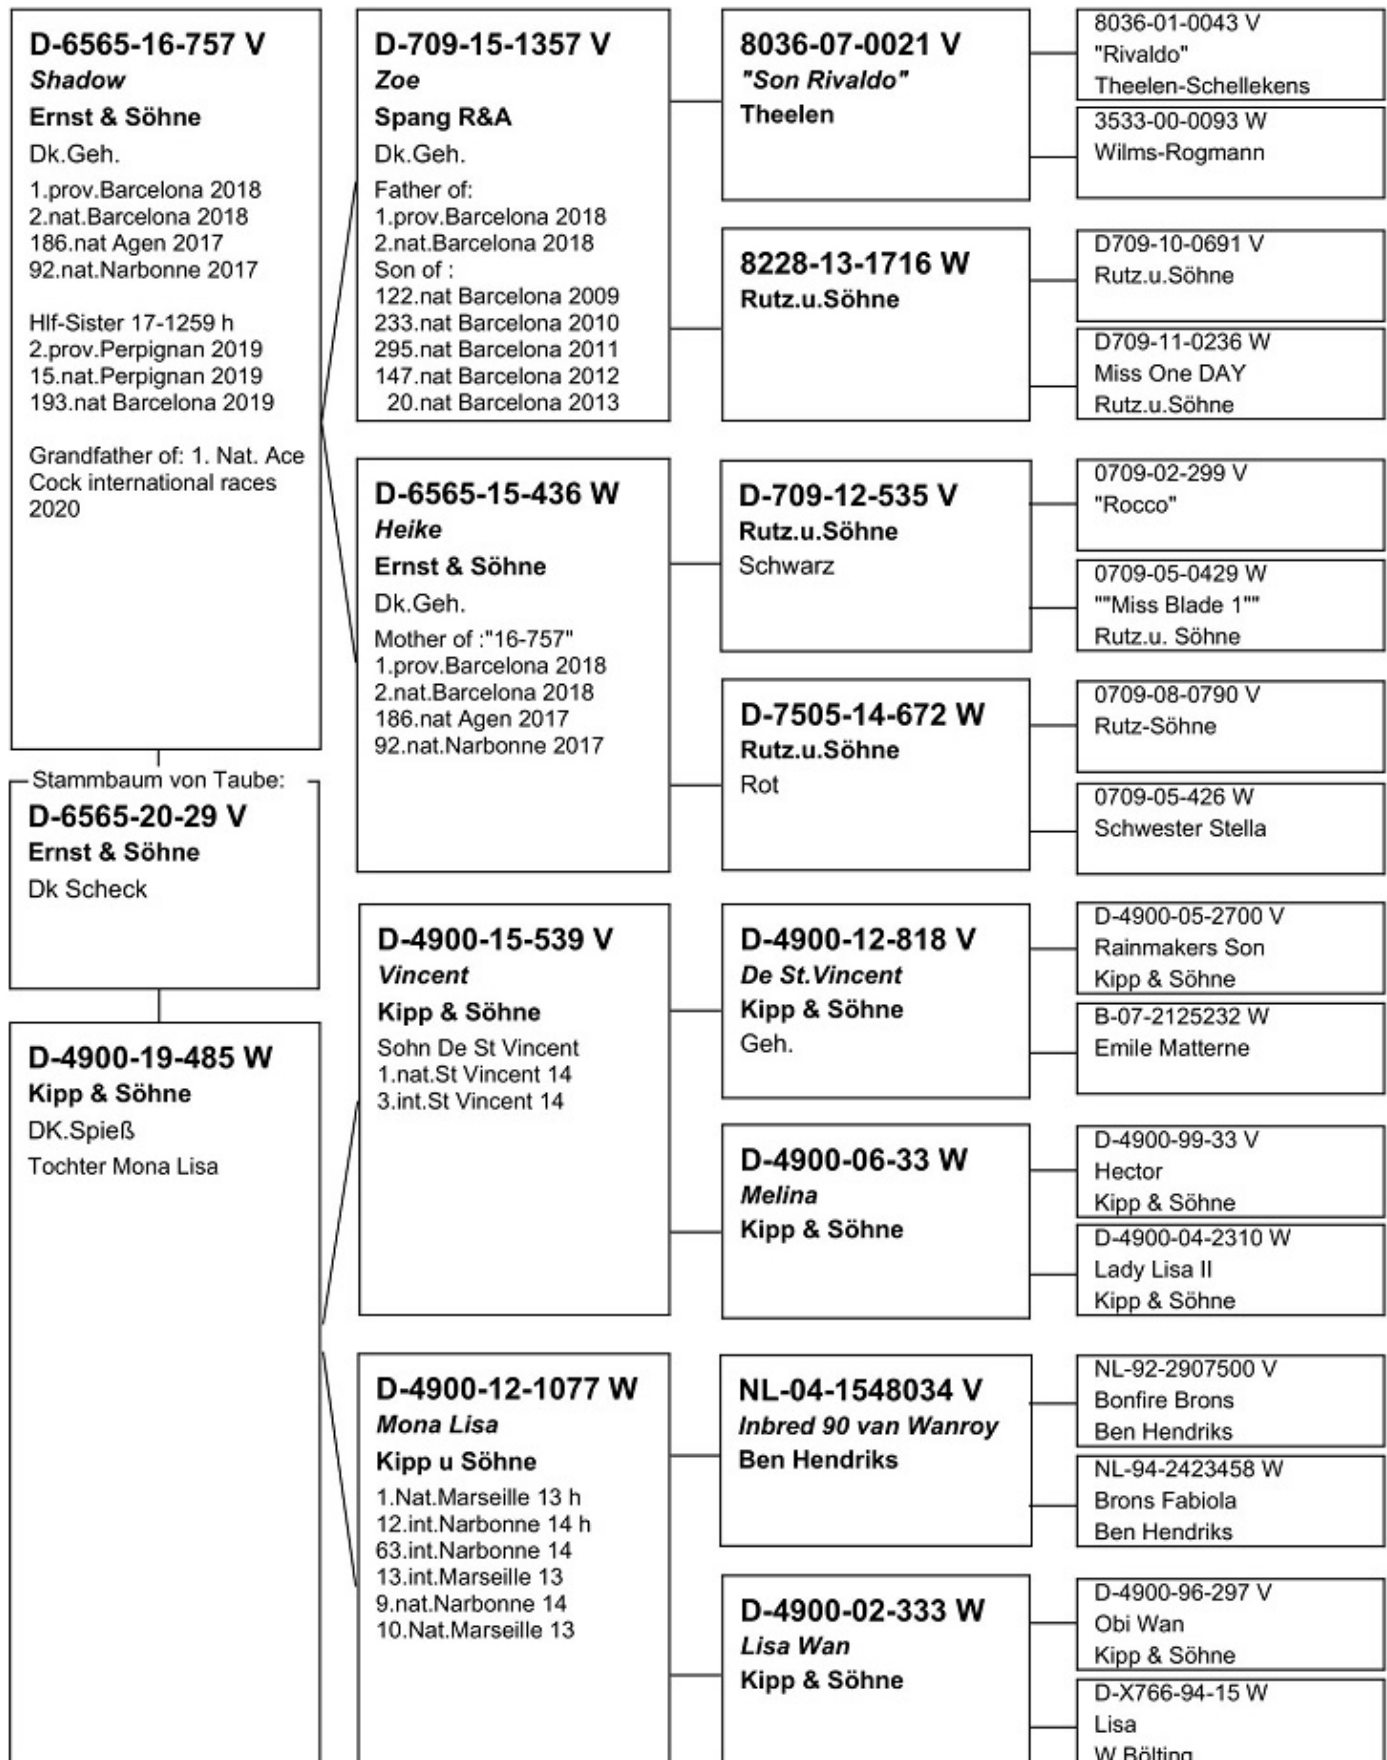 D-6565-16-757 V
Shadow
Ernst & Söhne
Dk.Geh.
1.prov.Barcelona 2018
2.nat.Barcelona 2018
186.nat Agen 2017
92.nat.Narbonne 2017
Hlf-Sister 17-1259 h
2.prov.Perpignan 2019
15.nat.Perpignan 2019
193.nat Barcelona 2019
Grandfather of: 1. Nat. Ace
Cock international races
2020
Stammbaum von Taube:
D-6565-20-29 V
Ernst & Söhne
Dk Scheck
D-4900-19-485 W
Kipp & Söhne
DK.Spieß
Tochter Mona Lisa
D-709-15-1357 V
Zoe
Spang R&A
Dk.Geh.
Father of:
1.prov.Barcelona 2018
2.nat.Barcelona 2018
Son of :
122.nat Barcelona 2009
233.nat Barcelona 2010
295.nat Barcelona 2011
147.nat Barcelona 2012
20.nat Barcelona 2013
D-6565-15-436 W
Heike
Ernst & Söhne
Dk.Geh.
Mother of :"16-757"
1.prov.Barcelona 2018
2.nat.Barcelona 2018
186.nat Agen 2017
92.nat.Narbonne 2017
D-4900-15-539 V
Vincent
Kipp & Söhne
Sohn De St Vincent
1.nat.St Vincent 14
3.int.St Vincent 14
D-4900-12-1077 W
Mona Lisa
Kipp u Söhne
1.Nat.Marseille 13 h
12.int.Narbonne 14 h
63.int.Narbonne 14
13.int.Marseille 13
9.nat.Narbonne 14
10.Nat.Marseille 13
8036-07-0021 V
"Son Rivaldo"
Theelen
8228-13-1716 W
Rutz.u.Söhne
D-709-12-535 V
Rutz.u.Söhne
Schwarz
D-7505-14-672 W
Rutz.u.Söhne
Rot
D-4900-12-818 V
De St.Vincent
Kipp & Söhne
Geh.
D-4900-06-33 W
Melina
Kipp & Söhne
NL-04-1548034 V
Inbred 90 van Wanroy
Ben Hendriks
D-4900-02-333 W
Lisa Wan
Kipp & Söhne
8036-01-0043 V
"Rivaldo"
Theelen-Schellekens
3533-00-0093 W
Wilms-Rogmann
D709-10-0691 V
Rutz.u.Söhne
D709-11-0236 W
Miss One DAY
Rutz.u.Söhne
0709-02-299 V
"Rocco"
0709-05-0429 W
""Miss Blade 1""
Rutz.u. Söhne
0709-08-0790 V
Rutz-Söhne
0709-05-426 W
Schwester Stella
D-4900-05-2700 V
Rainmakers Son
Kipp & Söhne
B-07-2125232 W
Emile Matterne
D-4900-99-33 V
Hector
Kipp & Söhne
D-4900-04-2310 W
Lady Lisa II
Kipp & Söhne
NL-92-2907500 V
Bonfire Brons
Ben Hendriks
NL-94-2423458 W
Brons Fabiola
Ben Hendriks
D-4900-96-297 V
Obi Wan
Kipp & Söhne
D-X766-94-15 W
Lisa
W.Bölting